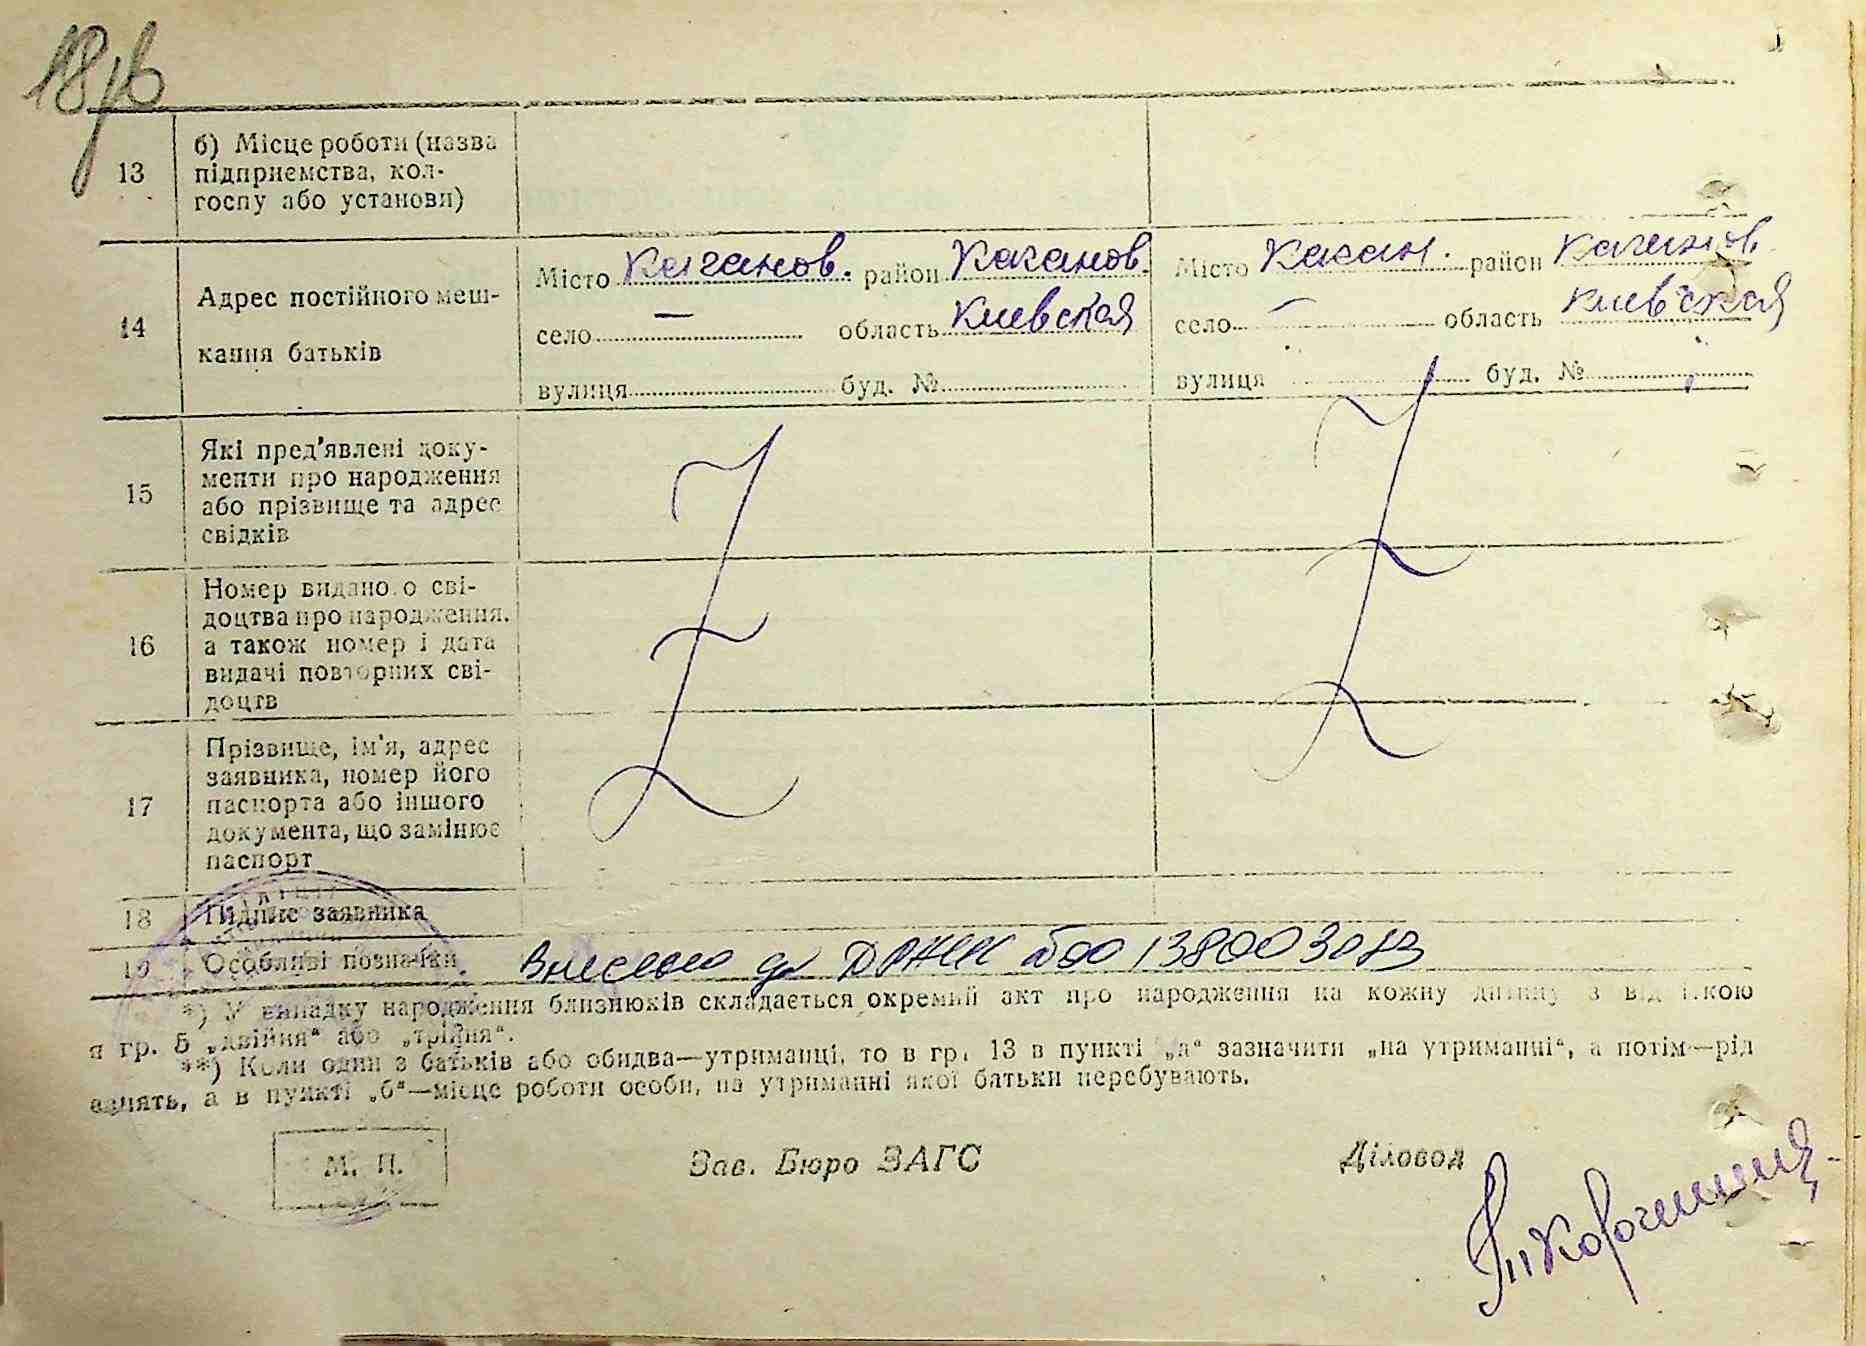 18рв
13
б) Місце роботи (назва
підприємства, кол-
госпу або установи)
14
Адрес постійного меш-
кання батьків
Місто Каганов. район Каганов.
село — область Киевская
вулиця буд. №
Місто Каган. район Каганов
село — область Киевская
вулиця буд. №
15
Які пред'явлені доку-
менти про народження
або прізвище та адрес
свідків
16
Номер видано о сві-
доцтва про народження,
а також номер і дата
видачі повторних сві-
доцтв
17
Прізвище, ім'я, адрес
заявника, номер його
паспорта або іншого
документа, що замінює
паспорт
18
Підпис заявника
19
Особливі позначки
Внесено до 1380030
*) У випадку народження близнюків складається окремий акт про народження на кожну дитину з відміткою
я гр. 5 „двійня“ або „трійня“.
**) Коли один з батьків або обидва—утриманці, то в гр. 13 в пункті „а“ зазначити „на утриманні“, а потім—рід
занять, а в пункті „б“—місце роботи особи, на утриманні якої батьки перебувають.
М. П.
Зав. Бюро ЗАГС
Діловод